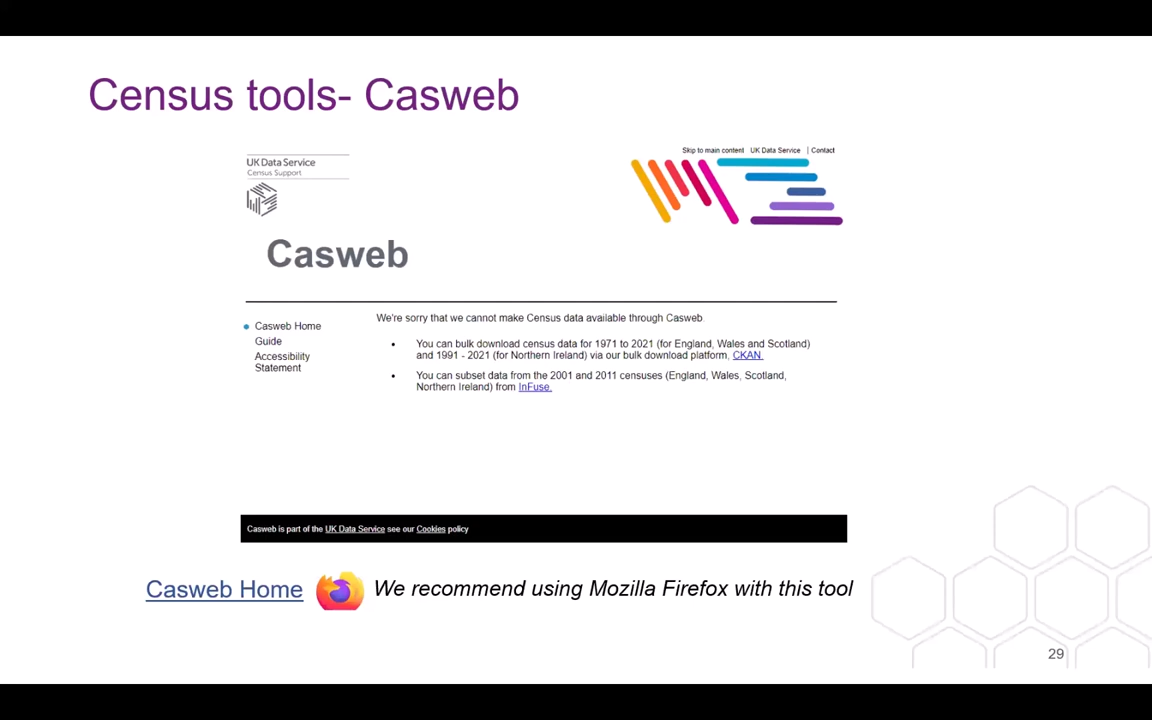 Census tools- Casweb
Skip to main content UK Data Service | Contact
UK Data Service
Census Support
Casweb
Casweb Home
Guide
Accessibility
Statement
We're sorry that we cannot make Census data available through Casweb.
• You can bulk download census data for 1971 to 2021 (for England, Wales and Scotland)
and 1991 - 2021 (for Northern Ireland) via our bulk download platform, CKAN.
• You can subset data from the 2001 and 2011 censuses (England, Wales, Scotland,
Northern Ireland) from InFuse.
Casweb is part of the UK Data Service see our Cookies policy
Casweb Home We recommend using Mozilla Firefox with this tool
29